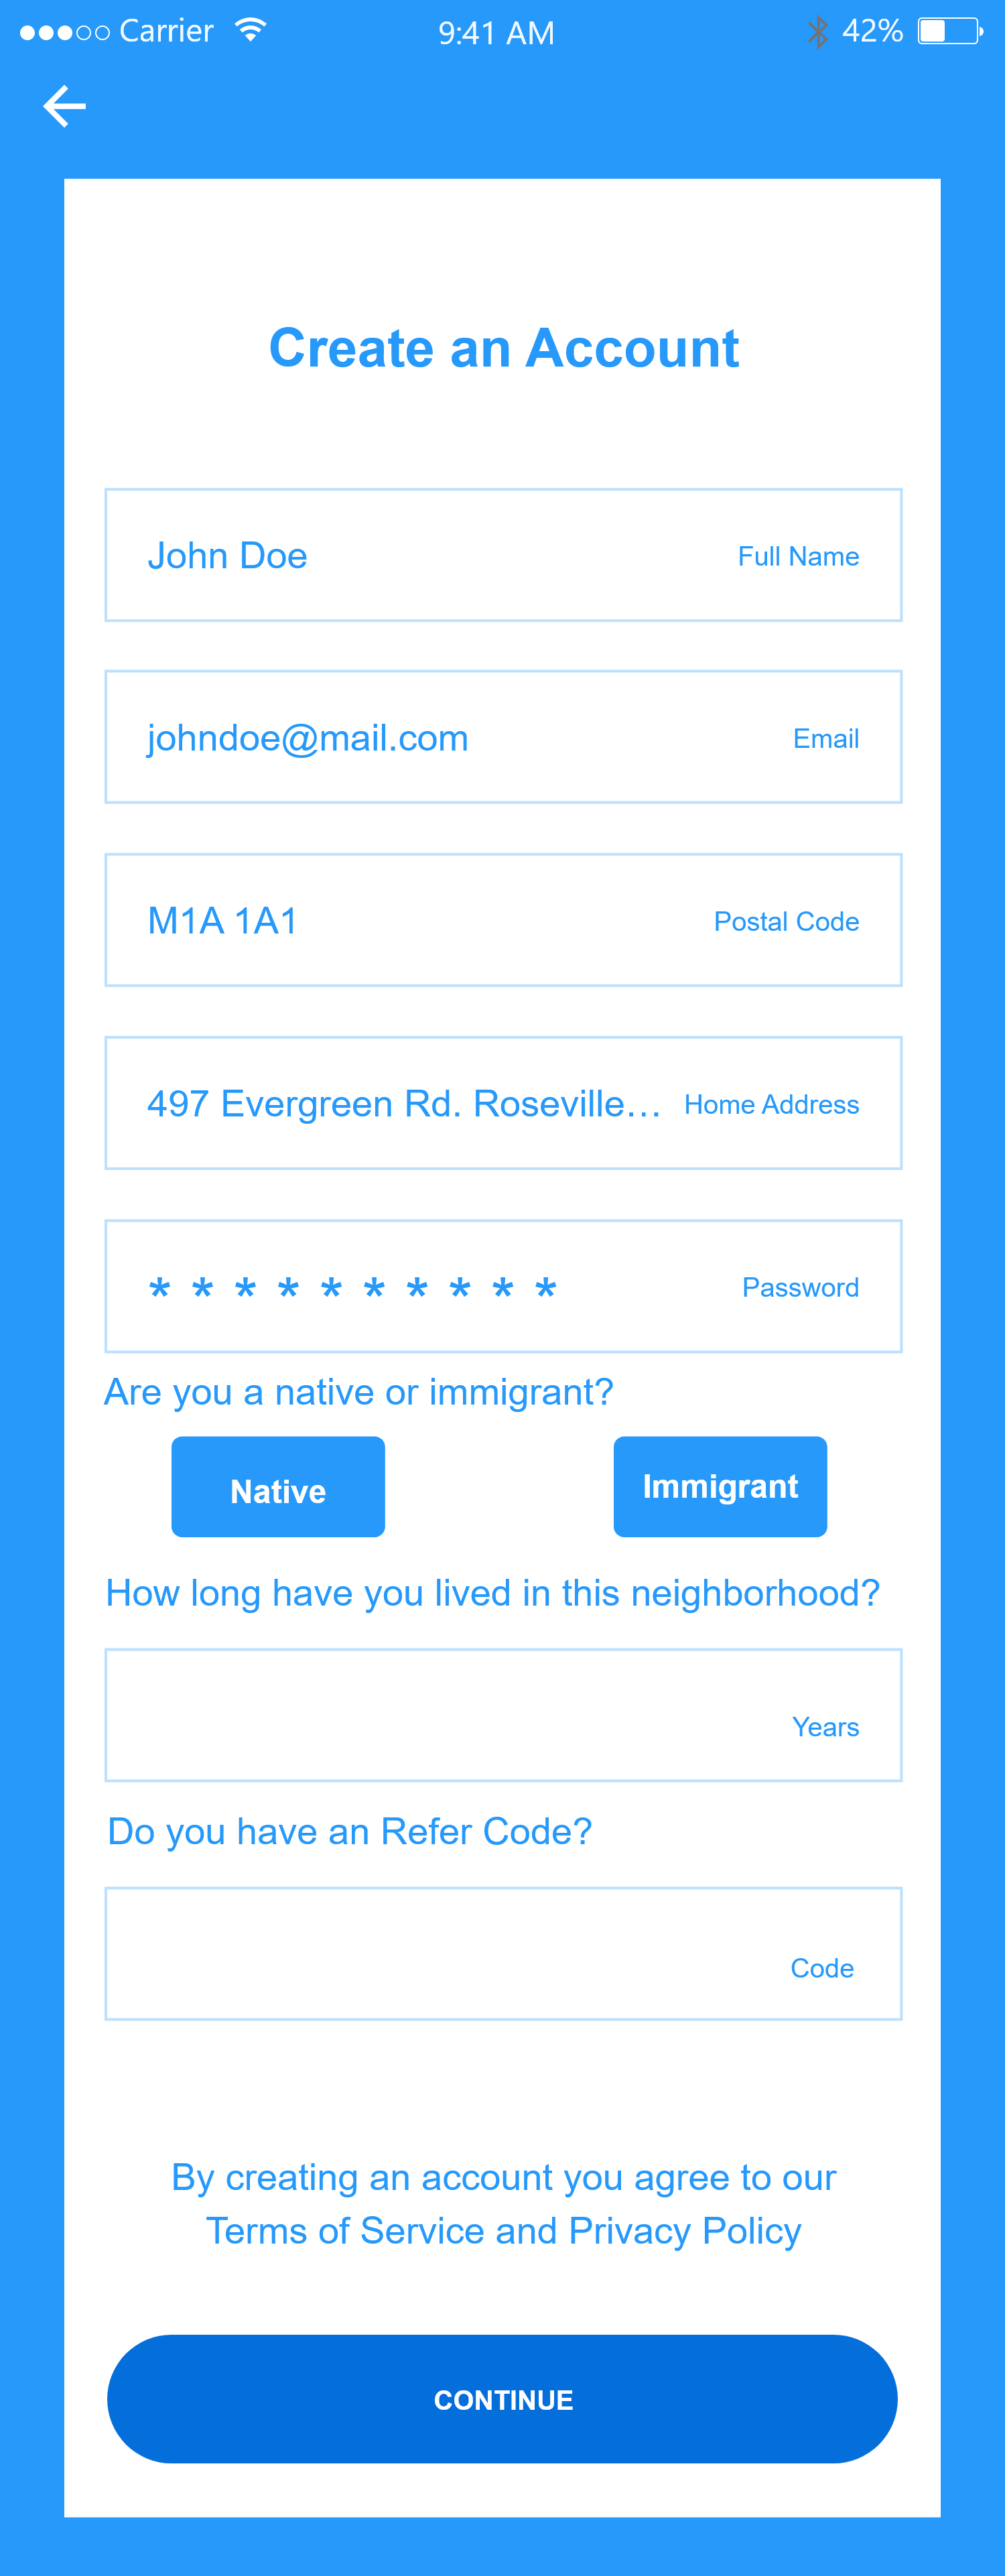 Carrier 9:41 AM 42%
Create an Account
John Doe Full Name
johndoe@mail.com Email
M1A 1A1 Postal Code
497 Evergreen Rd. Roseville... Home Address
* * * * * * * * * * Password
Are you a native or immigrant?
Native Immigrant
How long have you lived in this neighborhood?
Years
Do you have an Refer Code?
Code
By creating an account you agree to our
Terms of Service and Privacy Policy
CONTINUE